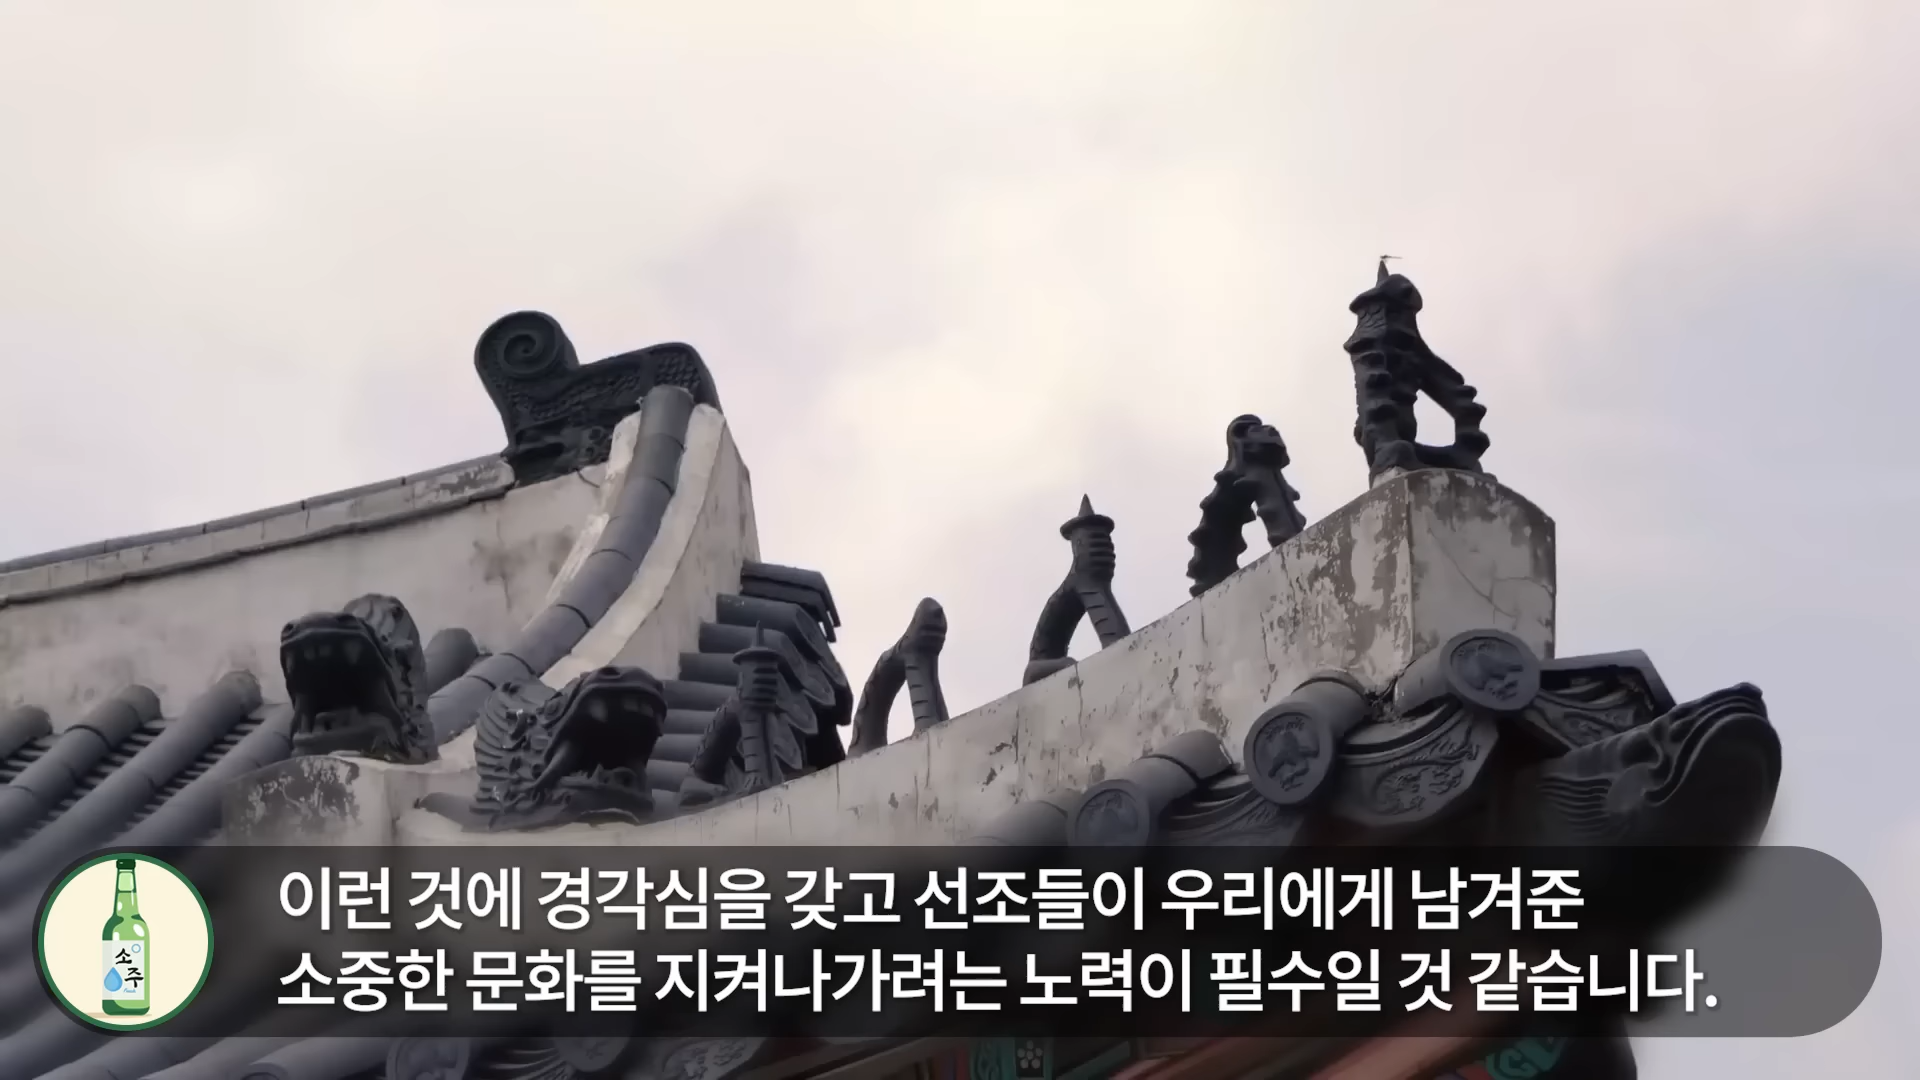 이런 것에 경각심을 갖고 선조들이 우리에게 남겨준
소중한 문화를 지켜나가려는 노력이 필수일 것 같습니다.
소
주